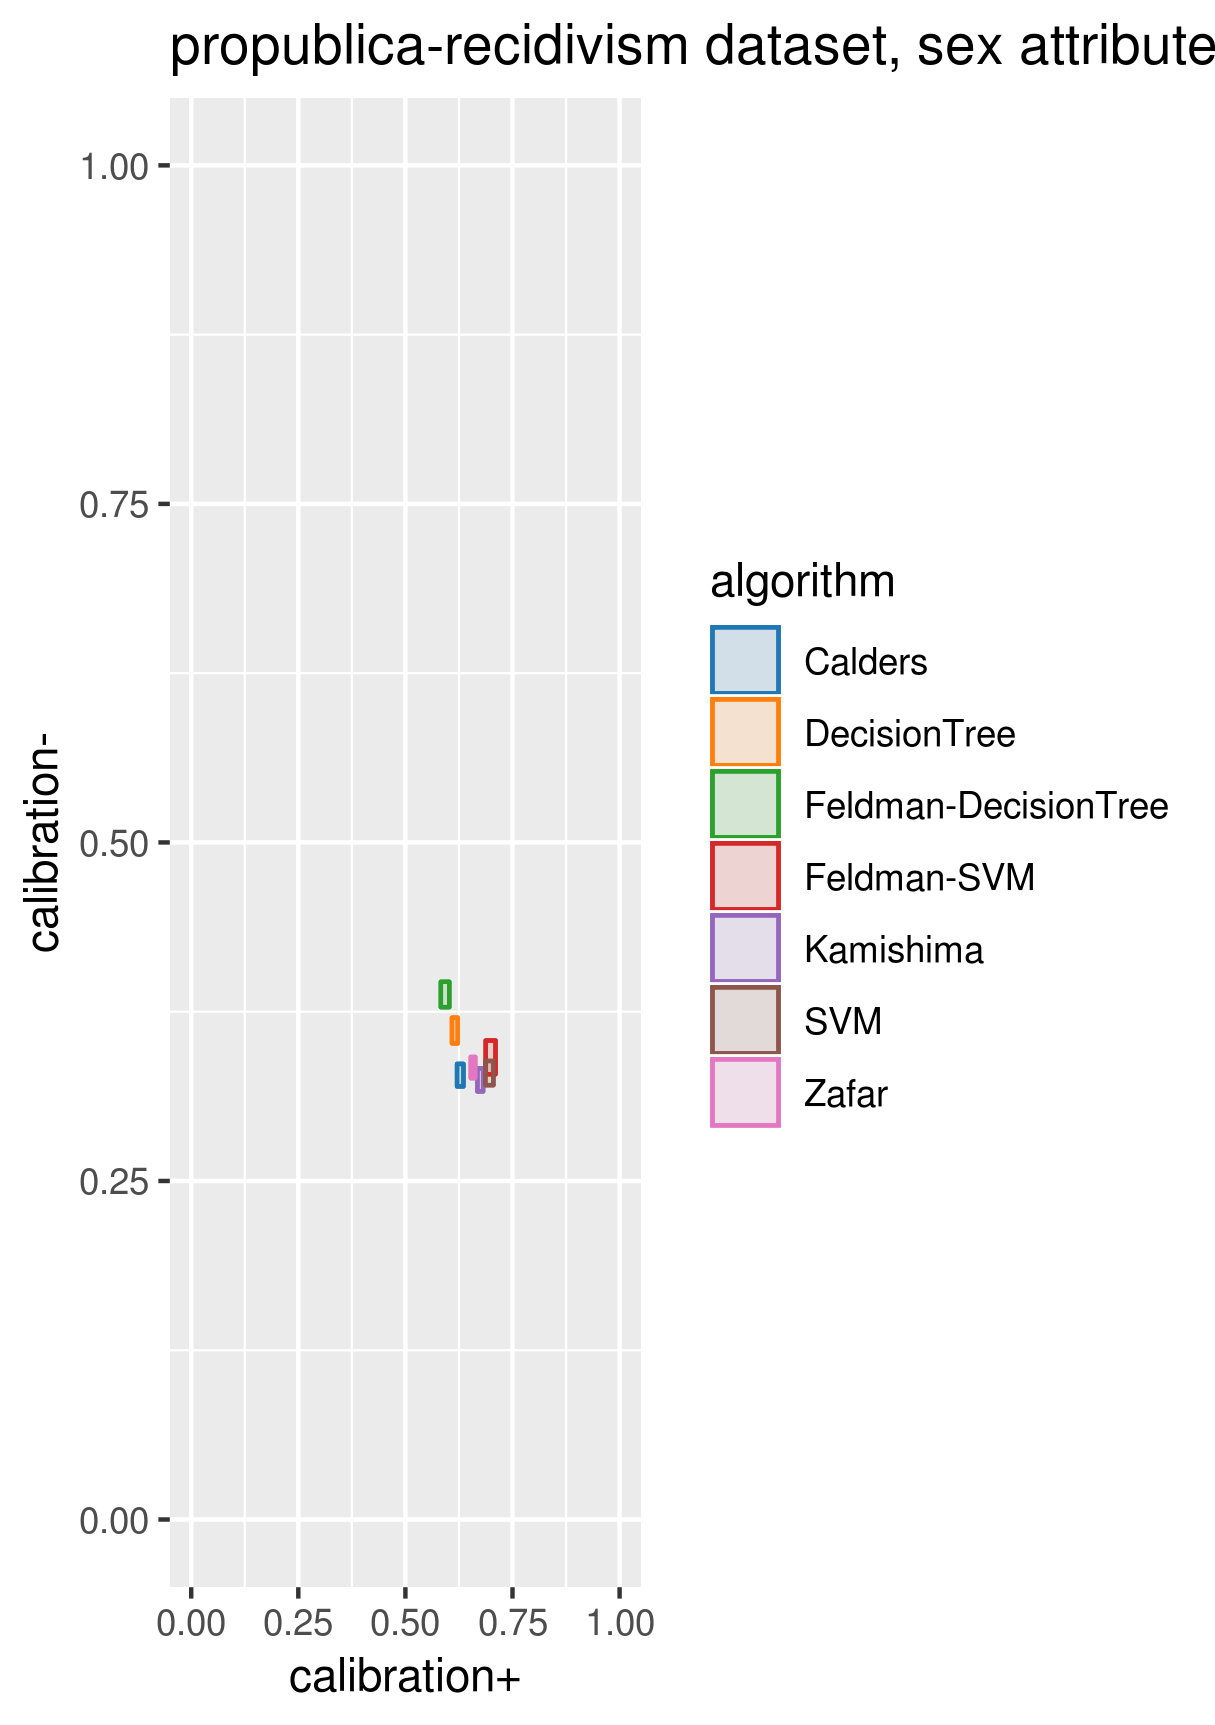 propublica-recidivism dataset, sex attribute
1.00
0.75
0.50
0.25
0.00
calibration-
0.00 0.25 0.50 0.75 1.00
calibration+
algorithm
Calders
DecisionTree
Feldman-DecisionTree
Feldman-SVM
Kamishima
SVM
Zafar